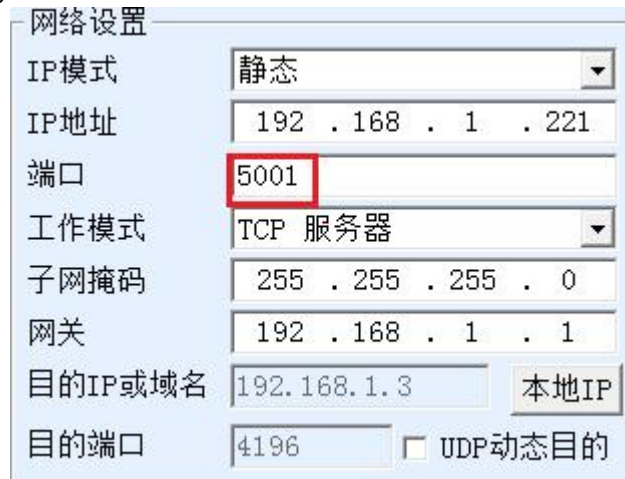 网络设置
IP模式 静态
IP地址 192 . 168 . 1 . 221
端口 5001
工作模式 TCP 服务器
子网掩码 255 . 255 . 255 . 0
网关 192 . 168 . 1 . 1
目的IP或域名 192.168.1.3 本地IP
目的端口 4196 UDP动态目的